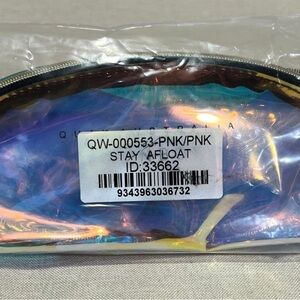 QW-000553-PNK/PNK
STAY AFLOAT
ID:33662
9343963036732